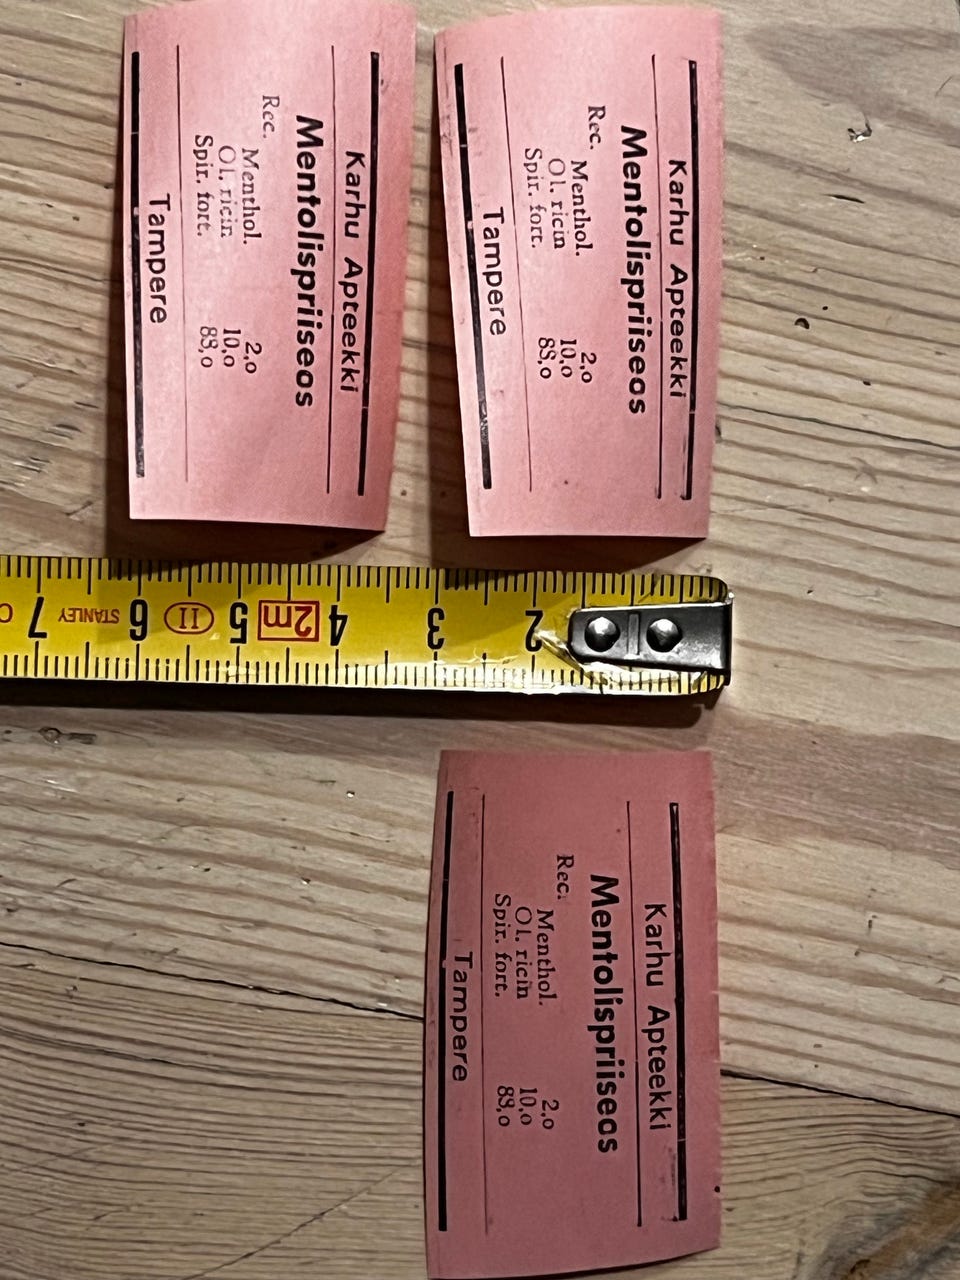 Karhu Apteekki
Mentolispriiseos
Rec. Menthol. 2,0
Ol. ricin. 10,0
Spir. fort. 88,0
Tampere
Karhu Apteekki
Mentolispriiseos
Rec. Menthol. 2,0
Ol. ricin 10,0
Spir. fort. 88,0
Tampere
7 STANLEY 6 II 5 2m 4 3 2
Karhu Apteekki
Mentolispriiseos
Rec. Menthol. 2,0
Ol. ricin 10,0
Spir. fort. 88,0
Tampere